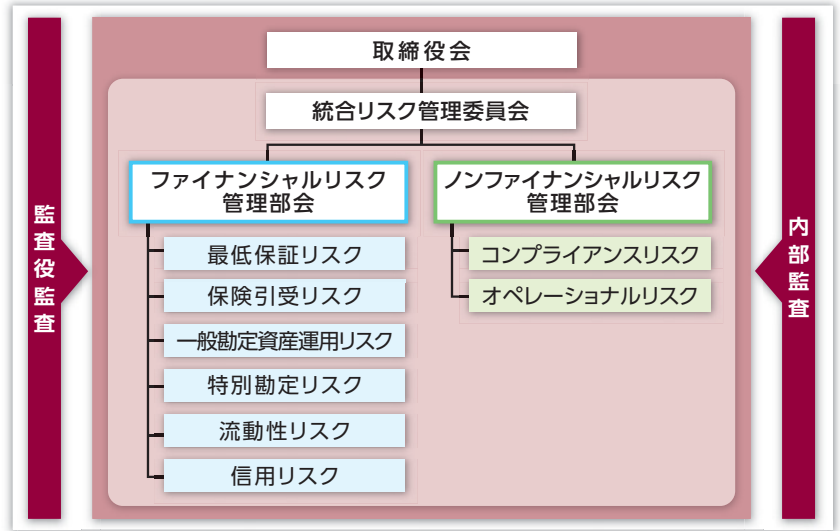 取締役会
統合リスク管理委員会
ファイナンシャルリスク
管理部会
最低保証リスク
保険引受リスク
一般勘定資産運用リスク
特別勘定リスク
流動性リスク
信用リスク
ノンファイナンシャルリスク
管理部会
コンプライアンスリスク
オペレーショナルリスク
監査役監査
内部監査